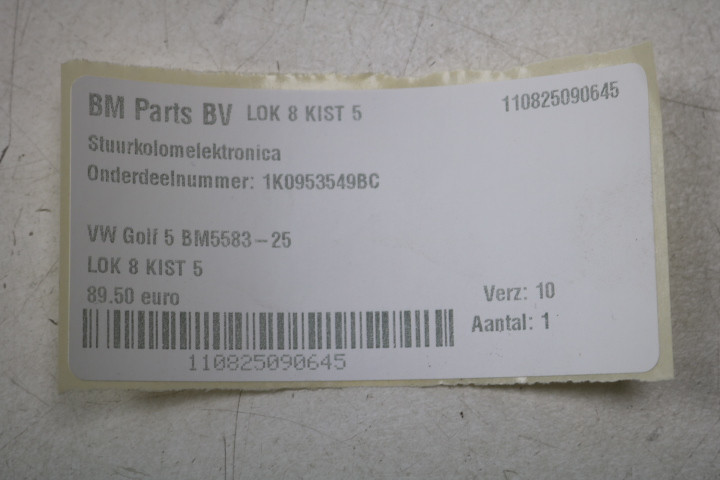 BM Parts BV LOK 8 KIST 5 110825090645
Stuurkolomelektronica
Onderdeelnummer: 1K0953549BC
VW Golf 5 BM5583-25
LOK 8 KIST 5
89.50 euro Verz: 10
Aantal: 1
110825090645